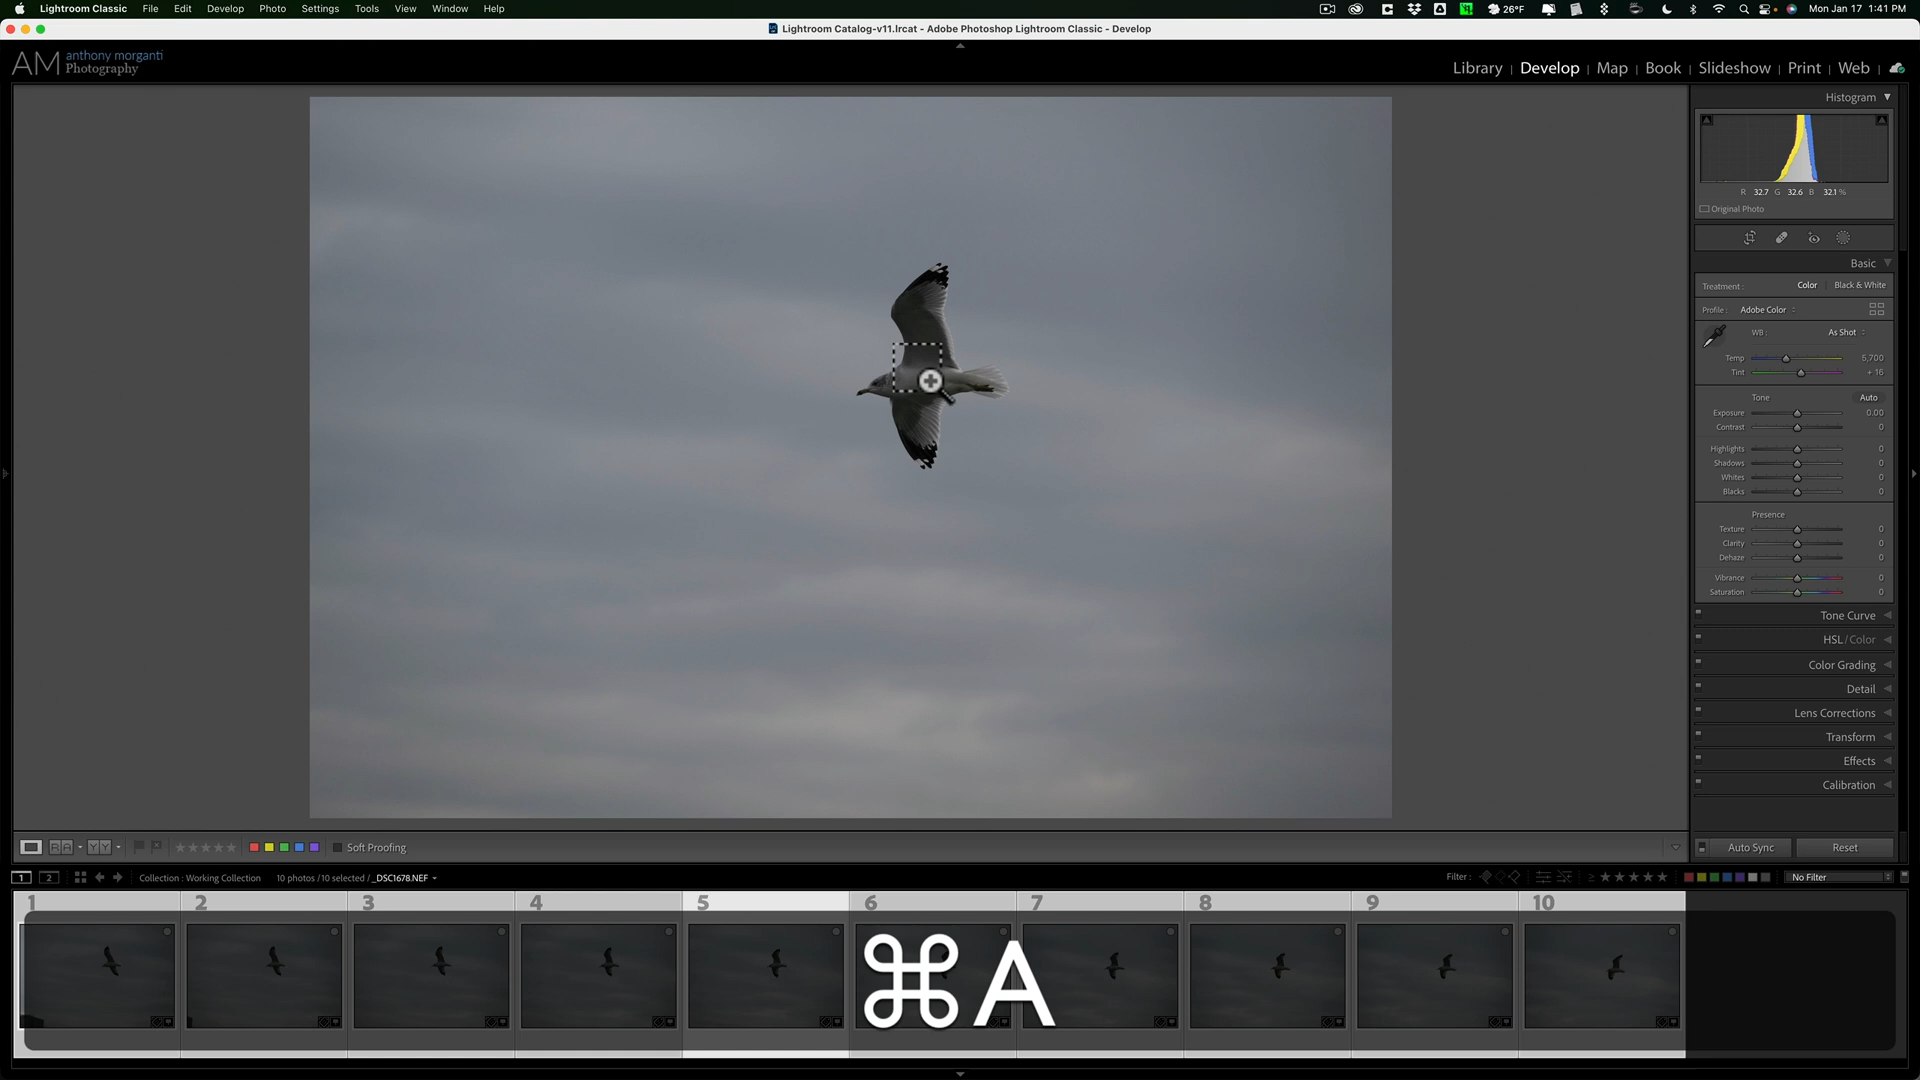 Lightroom Classic File Edit Develop Photo Settings Tools View Window Help 26°F Mon Jan 17 1:41 PM
Lightroom Catalog-v11.lrcat - Adobe Photoshop Lightroom Classic - Develop
AM anthony morganti
Photography
Library | Develop | Map | Book | Slideshow | Print | Web |
Histogram
R 32.7 G 32.6 B 32.1 %
Original Photo
Basic
Treatment : Color | Black & White
Profile : Adobe Color
WB : As Shot
Temp 5,700
Tint + 16
Tone Auto
Exposure 0.00
Contrast 0
Highlights 0
Shadows 0
Whites 0
Blacks 0
Presence
Texture 0
Clarity 0
Dehaze 0
Vibrance 0
Saturation 0
Tone Curve
HSL / Color
Color Grading
Detail
Lens Corrections
Transform
Effects
Calibration
RA YY Soft Proofing Auto Sync Reset
1 2 Collection : Working Collection 10 photos / 10 selected / _DSC1678.NEF Filter : ≥ No Filter
1 2 3 4 5 6 7 8 9 10
⌘ A